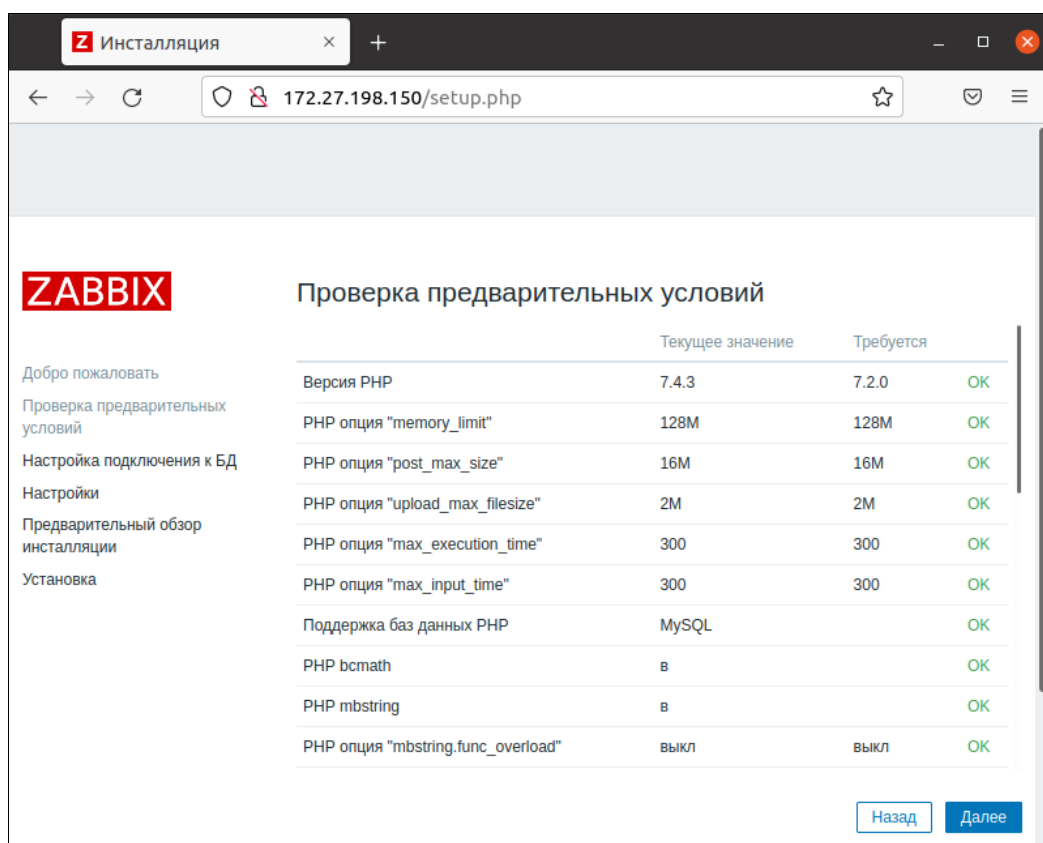 Z Инсталляция
172.27.198.150/setup.php
ZABBIX
Добро пожаловать
Проверка предварительных
условий
Настройка подключения к БД
Настройки
Предварительный обзор
инсталляции
Установка
Проверка предварительных условий
Текущее значение Требуется
Версия PHP 7.4.3 7.2.0 OK
PHP опция "memory_limit" 128M 128M OK
PHP опция "post_max_size" 16M 16M OK
PHP опция "upload_max_filesize" 2M 2M OK
PHP опция "max_execution_time" 300 300 OK
PHP опция "max_input_time" 300 300 OK
Поддержка баз данных PHP MySQL OK
PHP bcmath в OK
PHP mbstring в OK
PHP опция "mbstring.func_overload" выкл выкл OK
Назад Далее